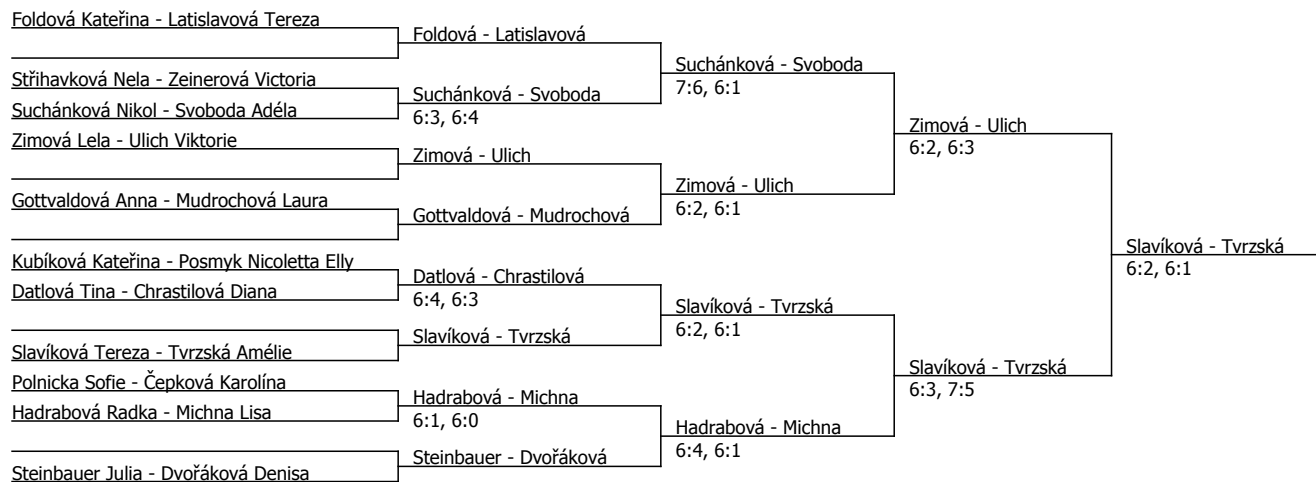 Foldová Kateřina - Latislavová Tereza
Střihavková Nela - Zeinerová Victoria
Suchánková Nikol - Svoboda Adéla
Zimová Lela - Ulich Viktorie
Gottvaldová Anna - Mudrochová Laura
Kubíková Kateřina - Posmyk Nicoletta Elly
Datlová Tina - Chrastilová Diana
Slavíková Tereza - Tvrzská Amélie
Polnicka Sofie - Čepková Karolína
Hadrabová Radka - Michna Lisa
Steinbauer Julia - Dvořáková Denisa
Foldová - Latislavová
Suchánková - Svoboda
6:3, 6:4
Zimová - Ulich
Gottvaldová - Mudrochová
Datlová - Chrastilová
6:4, 6:3
Slavíková - Tvrzská
Hadrabová - Michna
6:1, 6:0
Steinbauer - Dvořáková
Suchánková - Svoboda
7:6, 6:1
Zimová - Ulich
6:2, 6:1
Slavíková - Tvrzská
6:2, 6:1
Hadrabová - Michna
6:4, 6:1
Zimová - Ulich
6:2, 6:3
Slavíková - Tvrzská
6:3, 7:5
Slavíková - Tvrzská
6:2, 6:1